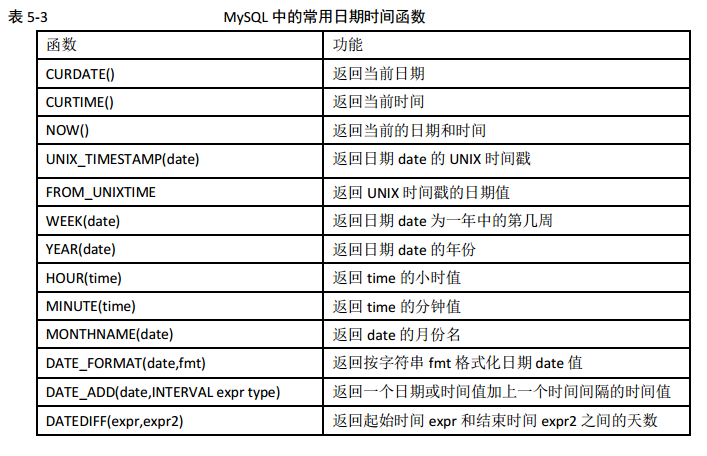 表 5-3 MySQL 中的常用日期时间函数
函数 功能
CURDATE() 返回当前日期
CURTIME() 返回当前时间
NOW() 返回当前的日期和时间
UNIX_TIMESTAMP(date) 返回日期 date 的 UNIX 时间戳
FROM_UNIXTIME 返回 UNIX 时间戳的日期值
WEEK(date) 返回日期 date 为一年中的第几周
YEAR(date) 返回日期 date 的年份
HOUR(time) 返回 time 的小时值
MINUTE(time) 返回 time 的分钟值
MONTHNAME(date) 返回 date 的月份名
DATE_FORMAT(date,fmt) 返回按字符串 fmt 格式化日期 date 值
DATE_ADD(date,INTERVAL expr type) 返回一个日期或时间值加上一个时间间隔的时间值
DATEDIFF(expr,expr2) 返回起始时间 expr 和结束时间 expr2 之间的天数